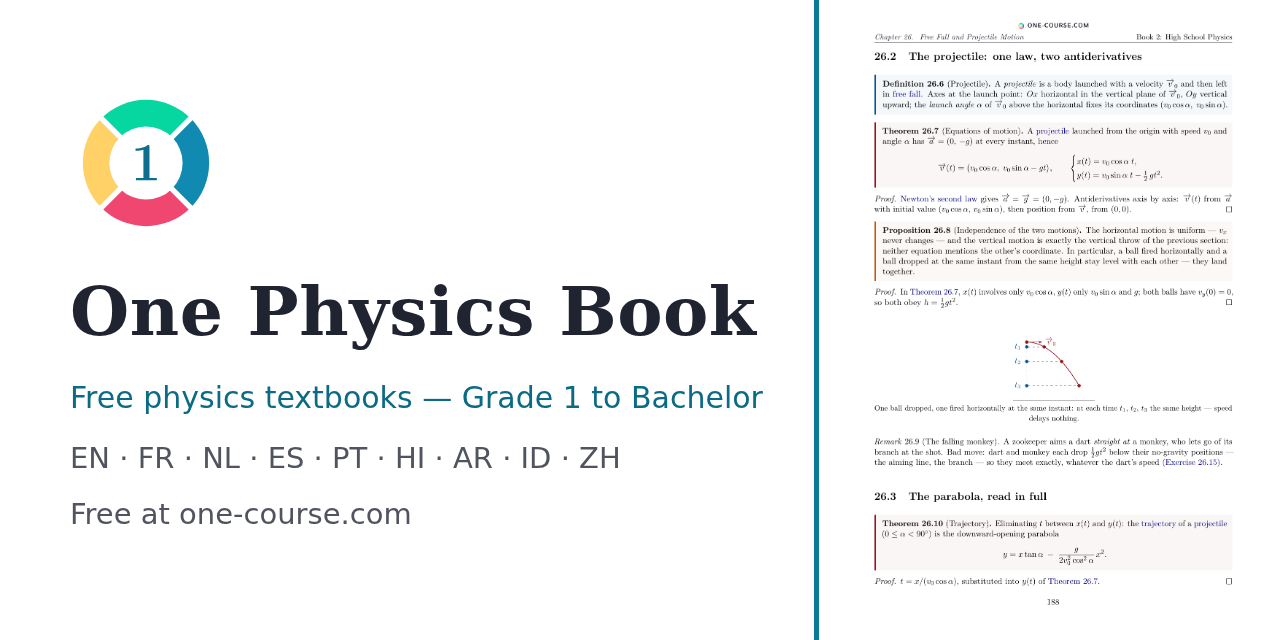 1
One Physics Book
Free physics textbooks — Grade 1 to Bachelor
EN · FR · NL · ES · PT · HI · AR · ID · ZH
Free at one-course.com
ONE-COURSE.COM
Chapter 26. Free Fall and Projectile Motion Book 2: High School Physics
26.2 The projectile: one law, two antiderivatives
Definition 26.6 (Projectile). A projectile is a body launched with a velocity v⃗₀ and then left
in free fall. Axes at the launch point: Ox horizontal in the vertical plane of v⃗₀, Oy vertical
upward; the launch angle α of v⃗₀ above the horizontal fixes its coordinates (v₀ cos α, v₀ sin α).
Theorem 26.7 (Equations of motion). A projectile launched from the origin with speed v₀ and
angle α has a⃗ = (0, −g) at every instant, hence
v⃗(t) = (v₀ cos α, v₀ sin α − gt), { x(t) = v₀ cos α t,
y(t) = v₀ sin α t − ½ gt².
Proof. Newton's second law gives a⃗ = g⃗ = (0, −g). Antiderivatives axis by axis: v⃗(t) from a⃗
with initial value (v₀ cos α, v₀ sin α), then position from v⃗, from (0, 0). □
Proposition 26.8 (Independence of the two motions). The horizontal motion is uniform — vₓ
never changes — and the vertical motion is exactly the vertical throw of the previous section:
neither equation mentions the other's coordinate. In particular, a ball fired horizontally and a
ball dropped at the same instant from the same height stay level with each other — they land
together.
Proof. In Theorem 26.7, x(t) involves only v₀ cos α, y(t) only v₀ sin α and g; both balls have v_y(0) = 0,
so both obey h = ½gt². □
v⃗₀
t₁
t₂
t₃
One ball dropped, one fired horizontally at the same instant: at each time t₁, t₂, t₃ the same height — speed
delays nothing.
Remark 26.9 (The falling monkey). A zookeeper aims a dart straight at a monkey, who lets go of its
branch at the shot. Bad move: dart and monkey each drop ½gt² below their no-gravity positions —
the aiming line, the branch — so they meet exactly, whatever the dart's speed (Exercise 26.15).
26.3 The parabola, read in full
Theorem 26.10 (Trajectory). Eliminating t between x(t) and y(t): the trajectory of a projectile
(0 ≤ α < 90°) is the downward-opening parabola
y = x tan α − g / (2v₀² cos² α) x².
Proof. t = x/(v₀ cos α), substituted into y(t) of Theorem 26.7. □
188